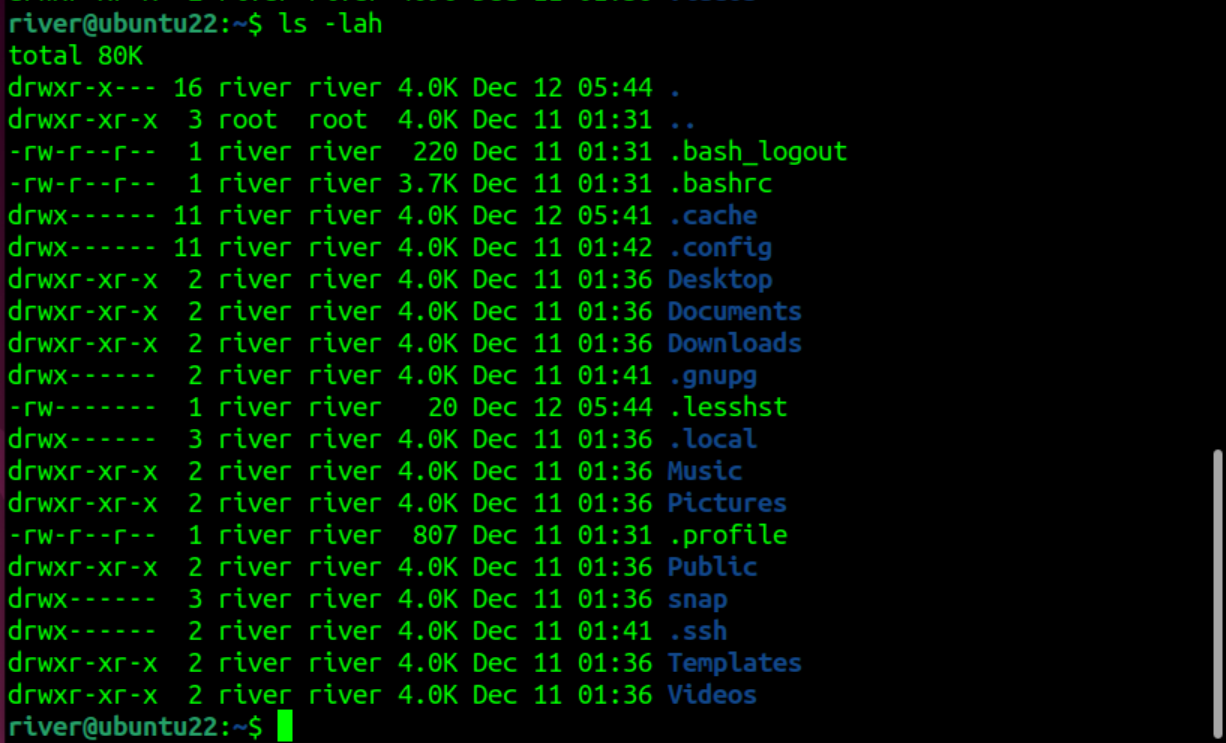 river@ubuntu22:~$ ls -lah
total 80K
drwxr-x--- 16 river river 4.0K Dec 12 05:44 .
drwxr-xr-x  3 root  root  4.0K Dec 11 01:31 ..
-rw-r--r--  1 river river  220 Dec 11 01:31 .bash_logout
-rw-r--r--  1 river river 3.7K Dec 11 01:31 .bashrc
drwx------ 11 river river 4.0K Dec 12 05:41 .cache
drwx------ 11 river river 4.0K Dec 11 01:42 .config
drwxr-xr-x  2 river river 4.0K Dec 11 01:36 Desktop
drwxr-xr-x  2 river river 4.0K Dec 11 01:36 Documents
drwxr-xr-x  2 river river 4.0K Dec 11 01:36 Downloads
drwx------  2 river river 4.0K Dec 11 01:41 .gnupg
-rw-------  1 river river   20 Dec 12 05:44 .lesshst
drwx------  3 river river 4.0K Dec 11 01:36 .local
drwxr-xr-x  2 river river 4.0K Dec 11 01:36 Music
drwxr-xr-x  2 river river 4.0K Dec 11 01:36 Pictures
-rw-r--r--  1 river river  807 Dec 11 01:31 .profile
drwxr-xr-x  2 river river 4.0K Dec 11 01:36 Public
drwx------  3 river river 4.0K Dec 11 01:36 snap
drwx------  2 river river 4.0K Dec 11 01:41 .ssh
drwxr-xr-x  2 river river 4.0K Dec 11 01:36 Templates
drwxr-xr-x  2 river river 4.0K Dec 11 01:36 Videos
river@ubuntu22:~$